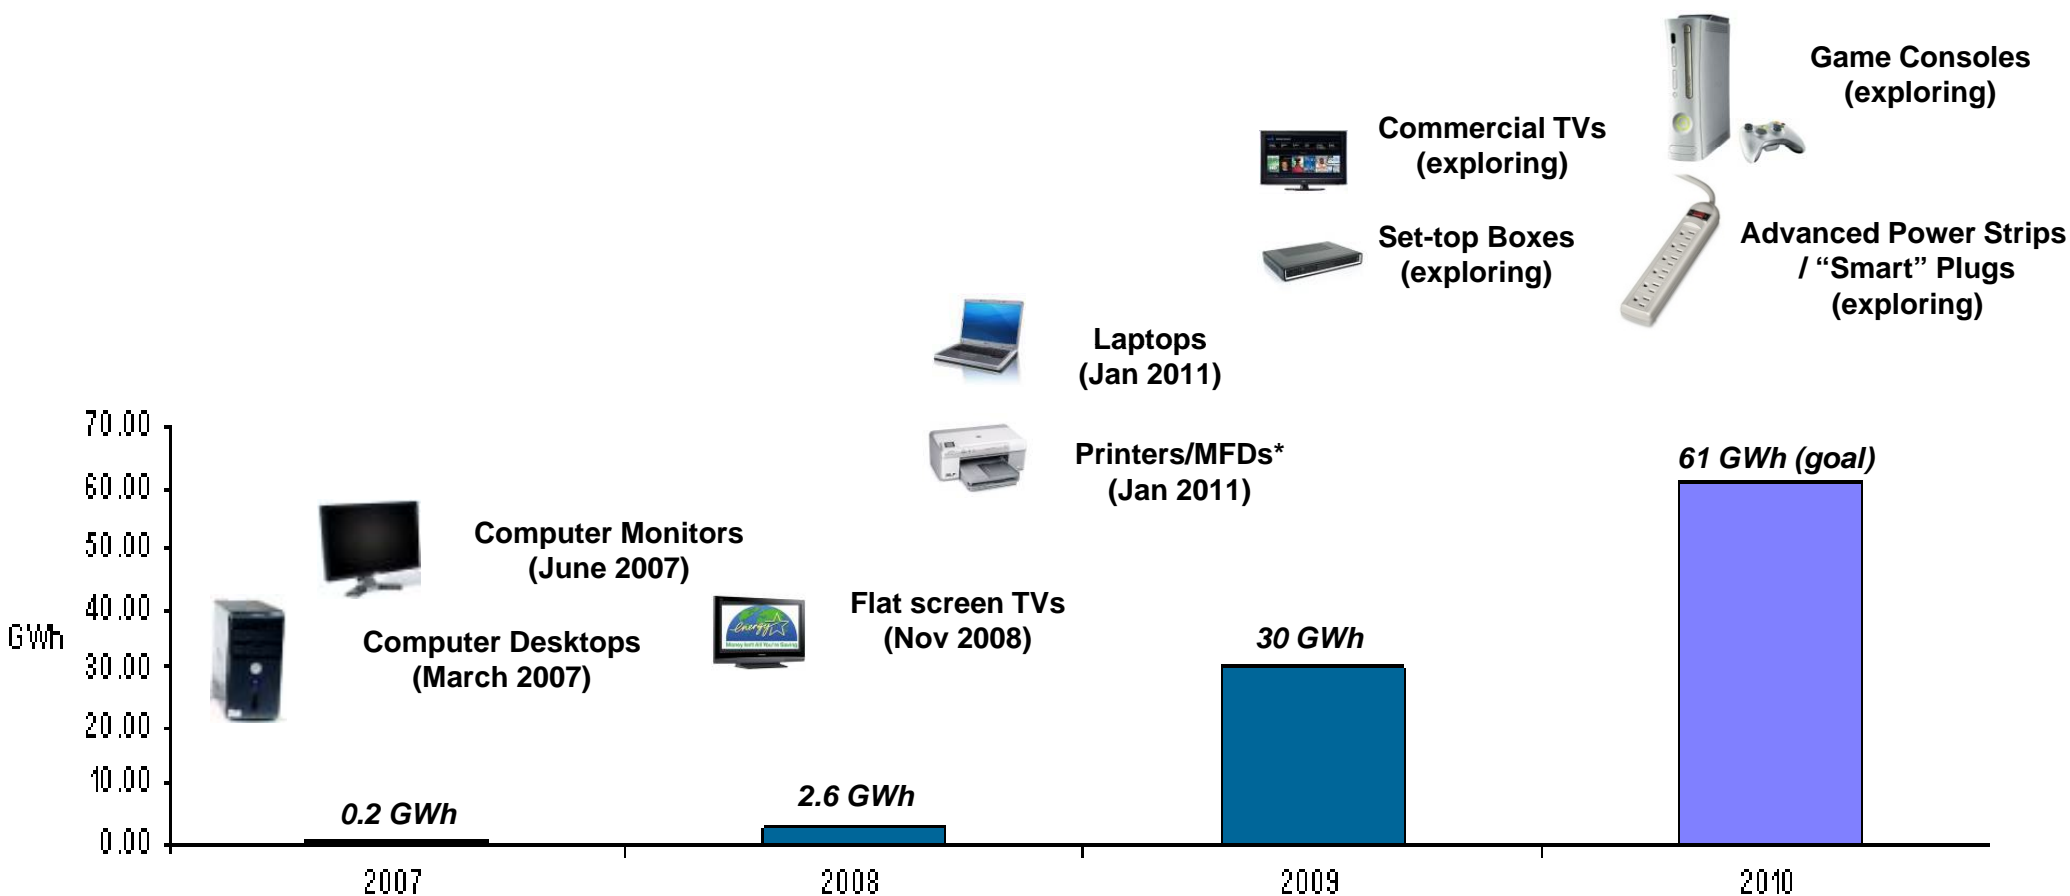 Game Consoles
(exploring)
Commercial TVs
(exploring)
Set-top Boxes
(exploring)
Advanced Power Strips
/ “Smart” Plugs
(exploring)
Laptops
(Jan 2011)
Printers/MFDs*
(Jan 2011)
Computer Monitors
(June 2007)
Computer Desktops
(March 2007)
Flat screen TVs
(Nov 2008)
energy
70.00
60.00
50.00
40.00
30.00
20.00
10.00
0.00
GWh
0.2 GWh
2.6 GWh
30 GWh
61 GWh (goal)
2007
2008
2009
2010